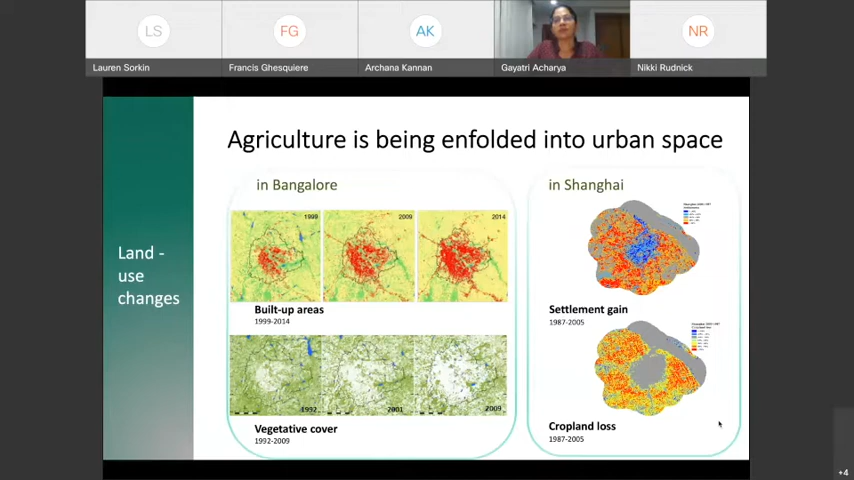 LS
FG
AK
NR
Lauren Sorkin
Francis Ghesquiere
Archana Kannan
Gayatri Acharya
Nikki Rudnick
Agriculture is being enfolded into urban space
Land -
use
changes
in Bangalore
1999
2009
2014
Built-up areas
1999-2014
1992
2001
2009
Vegetative cover
1992-2009
in Shanghai
Settlement gain
1987-2005
Cropland loss
1987-2005
+4